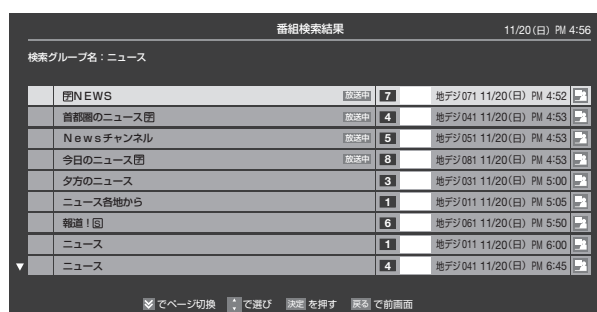 番組検索結果 11/20(日) PM 4:56
検索グループ名:ニュース
字NEWS 放送中 7 地デジ071 11/20(日) PM 4:52
首都圏のニュース字 放送中 4 地デジ041 11/20(日) PM 4:53
Newsチャンネル 放送中 5 地デジ051 11/20(日) PM 4:53
今日のニュース字 放送中 8 地デジ081 11/20(日) PM 4:53
夕方のニュース 3 地デジ031 11/20(日) PM 5:00
ニュース各地から 1 地デジ011 11/20(日) PM 5:05
報道!S 6 地デジ061 11/20(日) PM 5:50
ニュース 1 地デジ011 11/20(日) PM 6:00
▼ ニュース 4 地デジ041 11/20(日) PM 6:45
でページ切換 で選び 決定 を押す 戻る で前画面